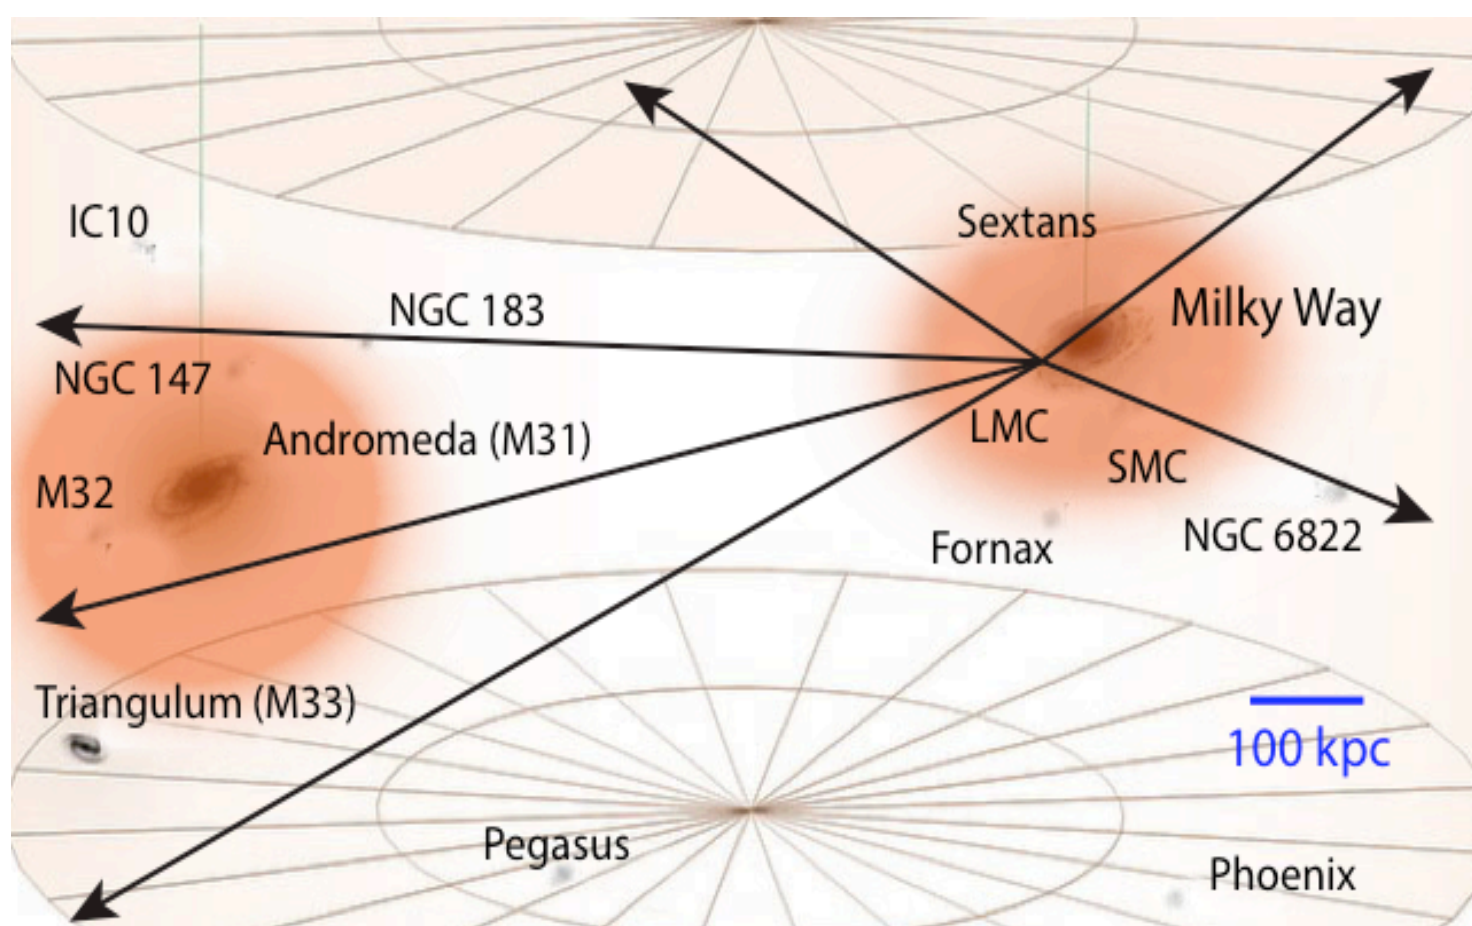 IC10
Sextans
NGC 183
Milky Way
NGC 147
Andromeda (M31)
LMC
M32
SMC
Fornax
NGC 6822
Triangulum (M33)
100 kpc
Pegasus
Phoenix